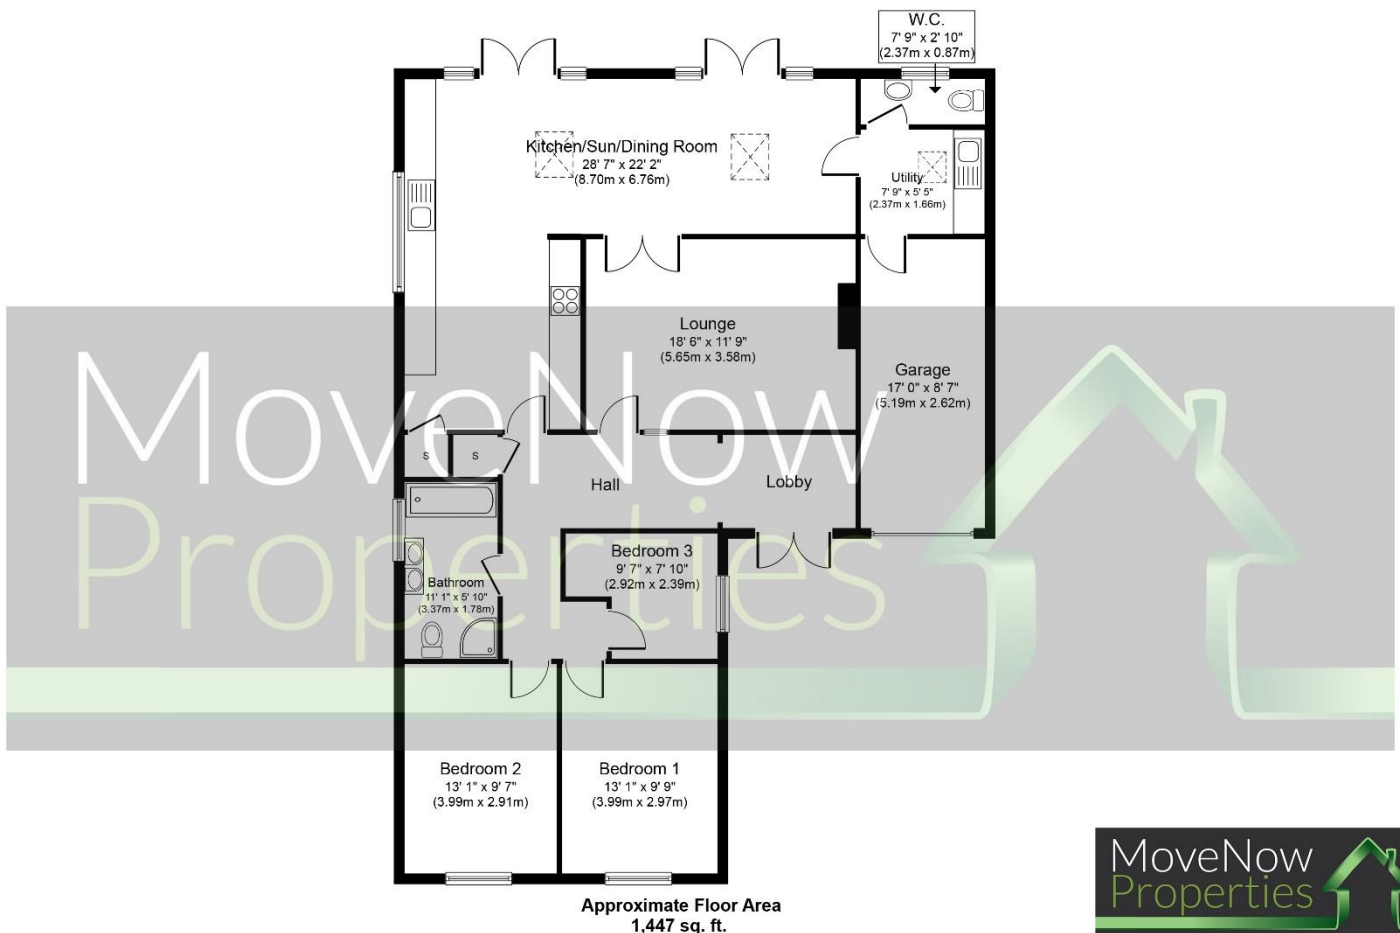 W.C.
7' 9" x 2' 10"
(2.37m x 0.87m)
Kitchen/Sun/Dining Room
28' 7" x 22' 2"
(8.70m x 6.76m)
Utility
7' 9" x 5' 5"
(2.37m x 1.66m)
Lounge
18' 6" x 11' 9"
(5.65m x 3.58m)
Garage
17' 0" x 8' 7"
(5.19m x 2.62m)
MoveNow
Properties
S
S
Hall
Lobby
Bedroom 3
9' 7" x 7' 10"
(2.92m x 2.39m)
Bathroom
11' 1" x 5' 10"
(3.37m x 1.78m)
Bedroom 2
13' 1" x 9' 7"
(3.99m x 2.91m)
Bedroom 1
13' 1" x 9' 9"
(3.99m x 2.97m)
Approximate Floor Area
1,447 sq. ft.
MoveNow
Properties